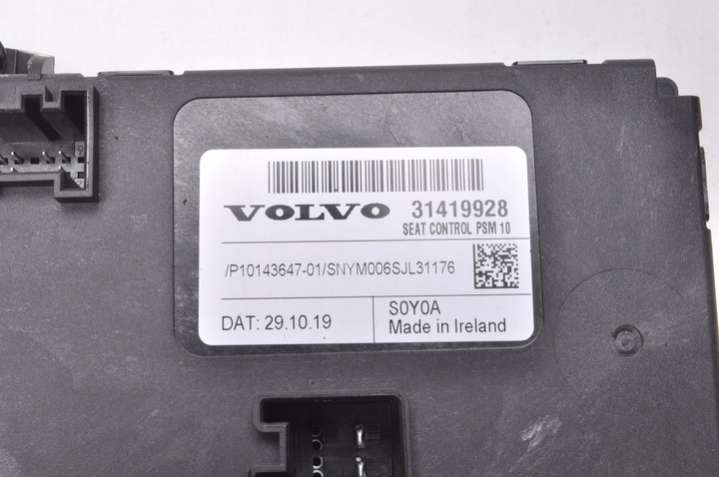 VOLVO 31419928
SEAT CONTROL PSM 10
/P10143647-01/SNYM006SJL31176
DAT: 29.10.19
S0Y0A
Made in Ireland